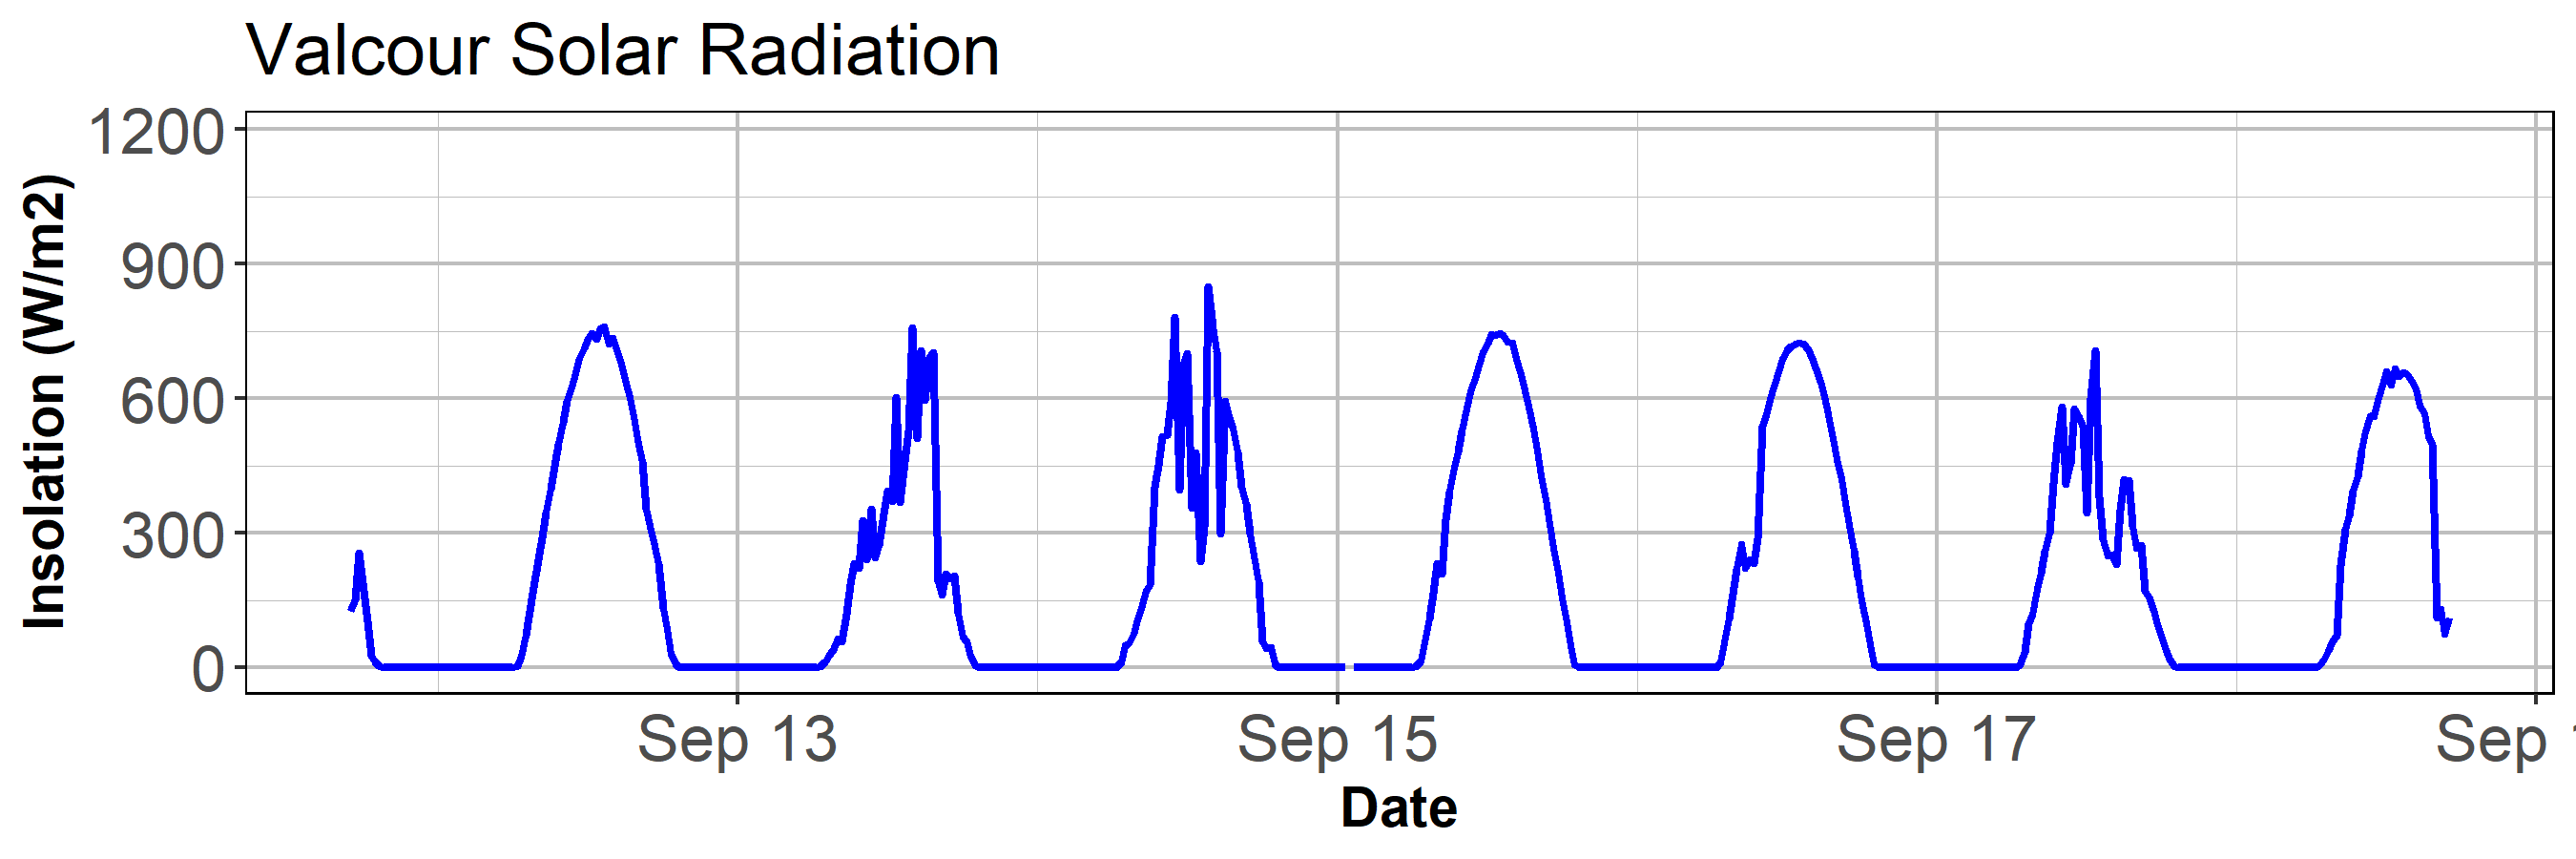 Valcour Solar Radiation
1200
900
600
300
0
Insolation (W/m2)
Sep 13
Sep 15
Sep 17
Sep
Date